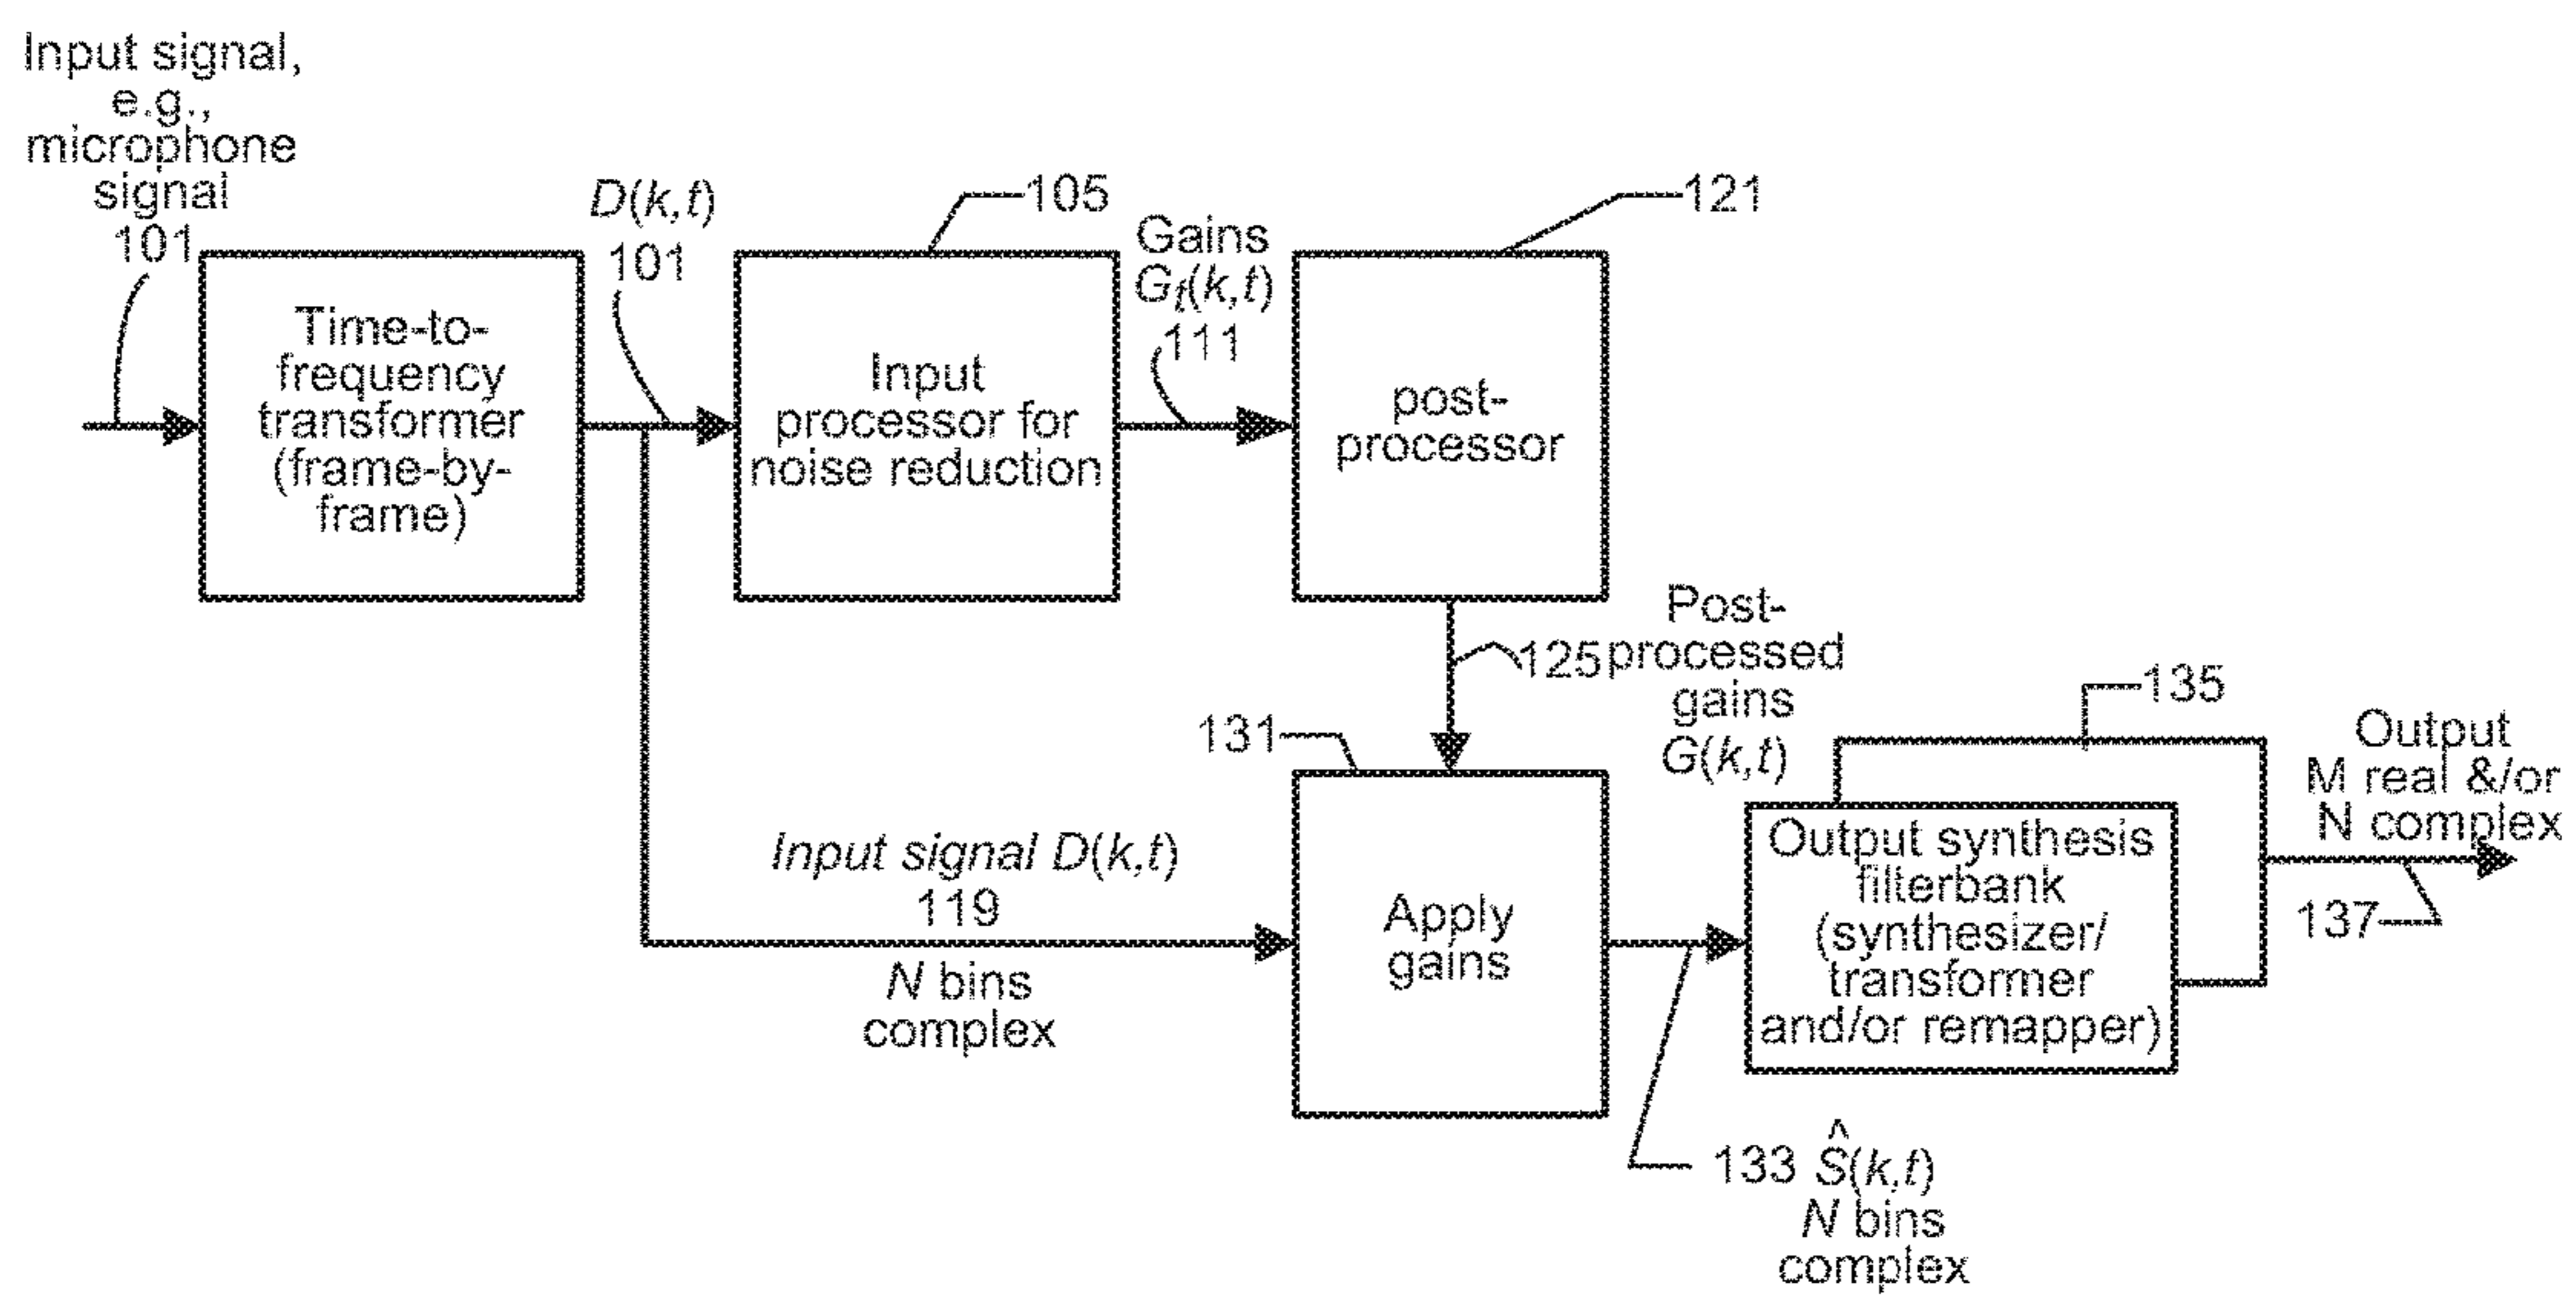 Input signal,
e.g.,
microphone
signal
101
Time-to-
frequency
transformer
(frame-by-
frame)
D(k,t)
101
105
Input
processor for
noise reduction
Gains
Gf(k,t)
111
121
post-
processor
125
Post-
processed
gains
G(k,t)
131
Input signal D(k,t)
119
N bins
complex
Apply
gains
135
Output synthesis
filterbank
(synthesizer/
transformer
and/or remapper)
Output
M real &/or
N complex
137
133 Ŝ(k,t)
N bins
complex